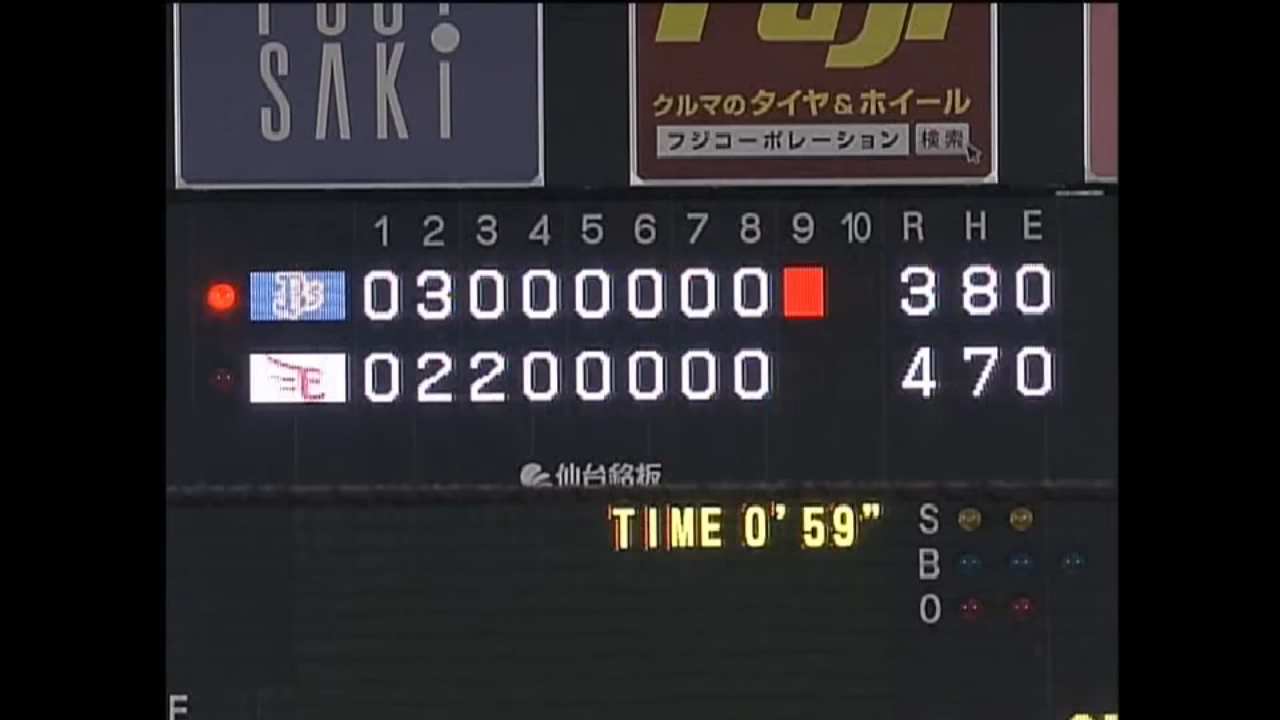 SAKi
Fuji
クルマのタイヤ&ホイール
フジコーポレーション 検索
1 2 3 4 5 6 7 8 9 10 R H E
0 3 0 0 0 0 0 0 3 8 0
0 2 2 0 0 0 0 0 4 7 0
仙台銘板
TIME 0’59” S
B
O